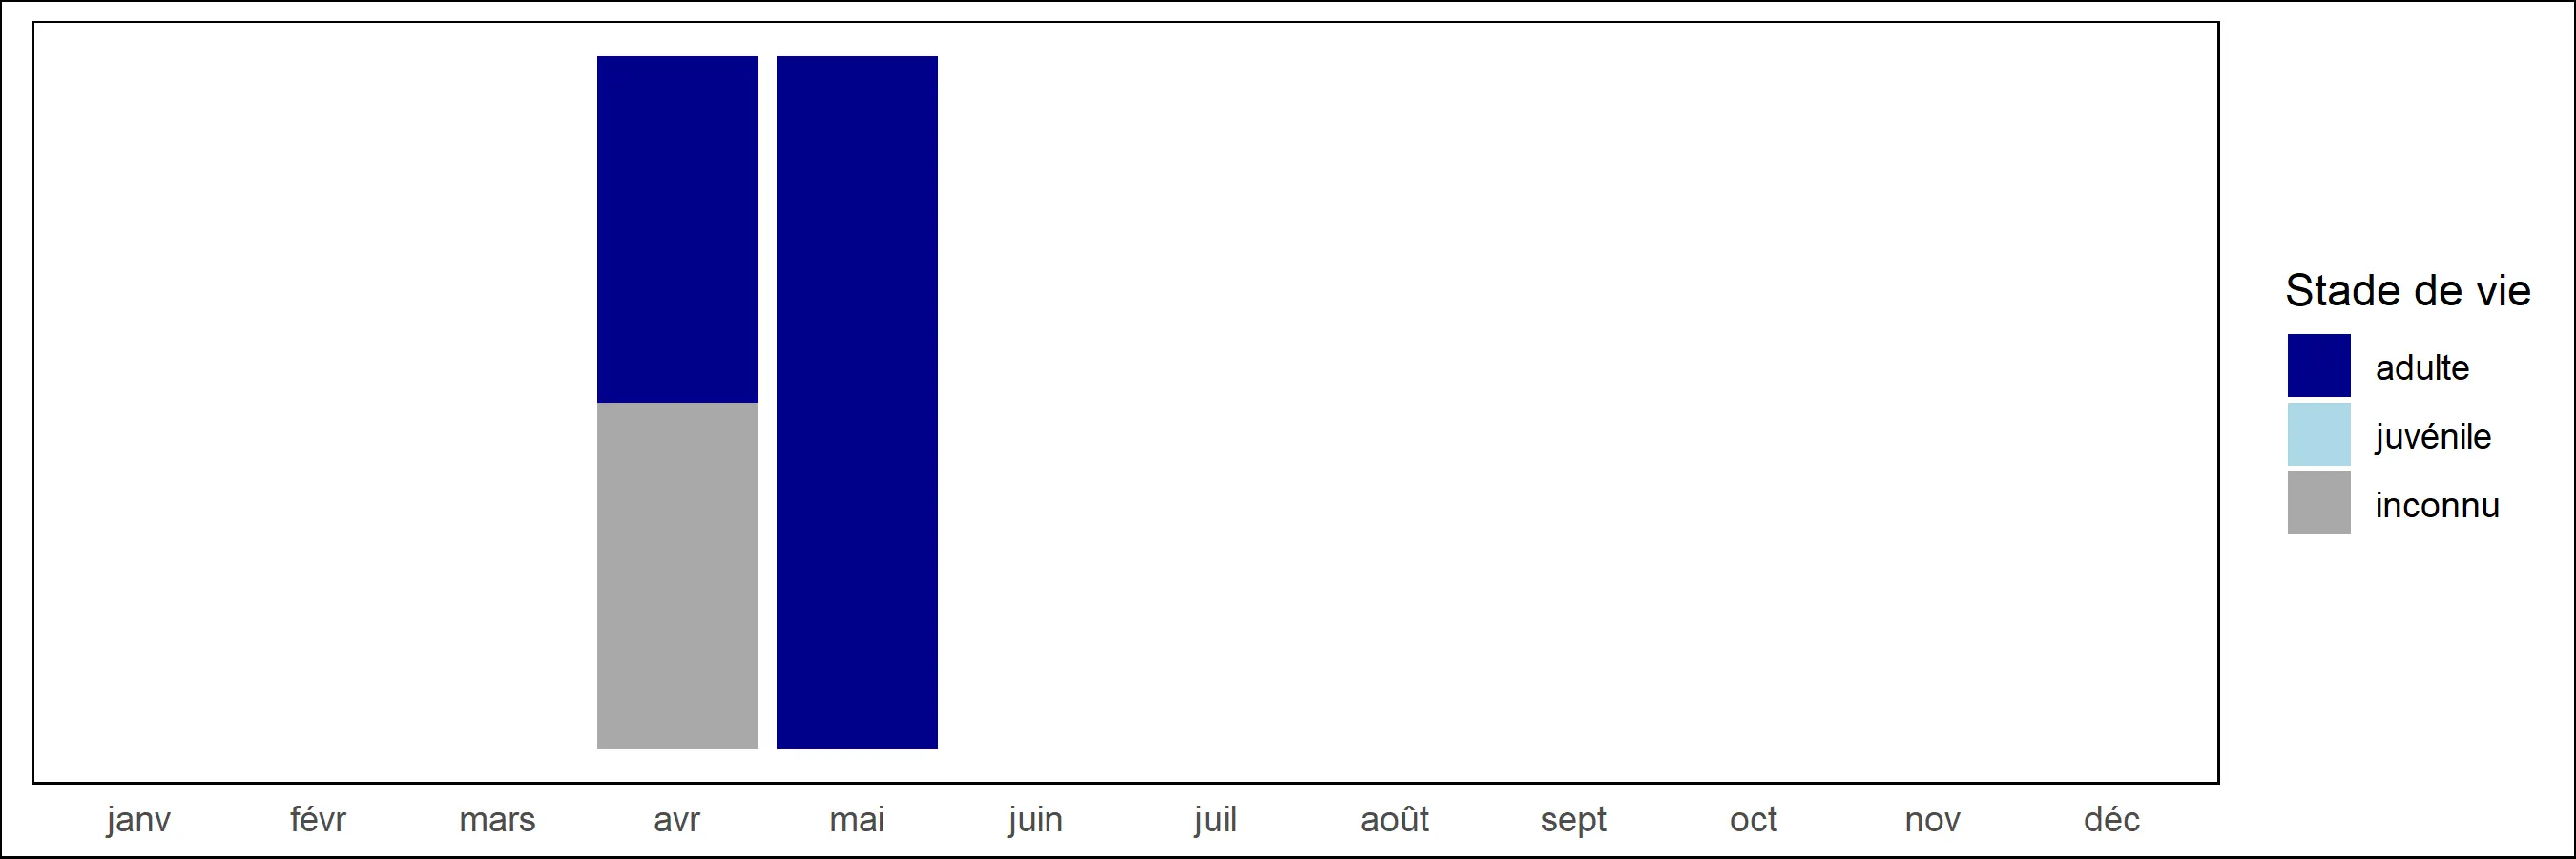 Stade de vie
adulte
juvénile
inconnu
janv févr mars avr mai juin juil août sept oct nov déc